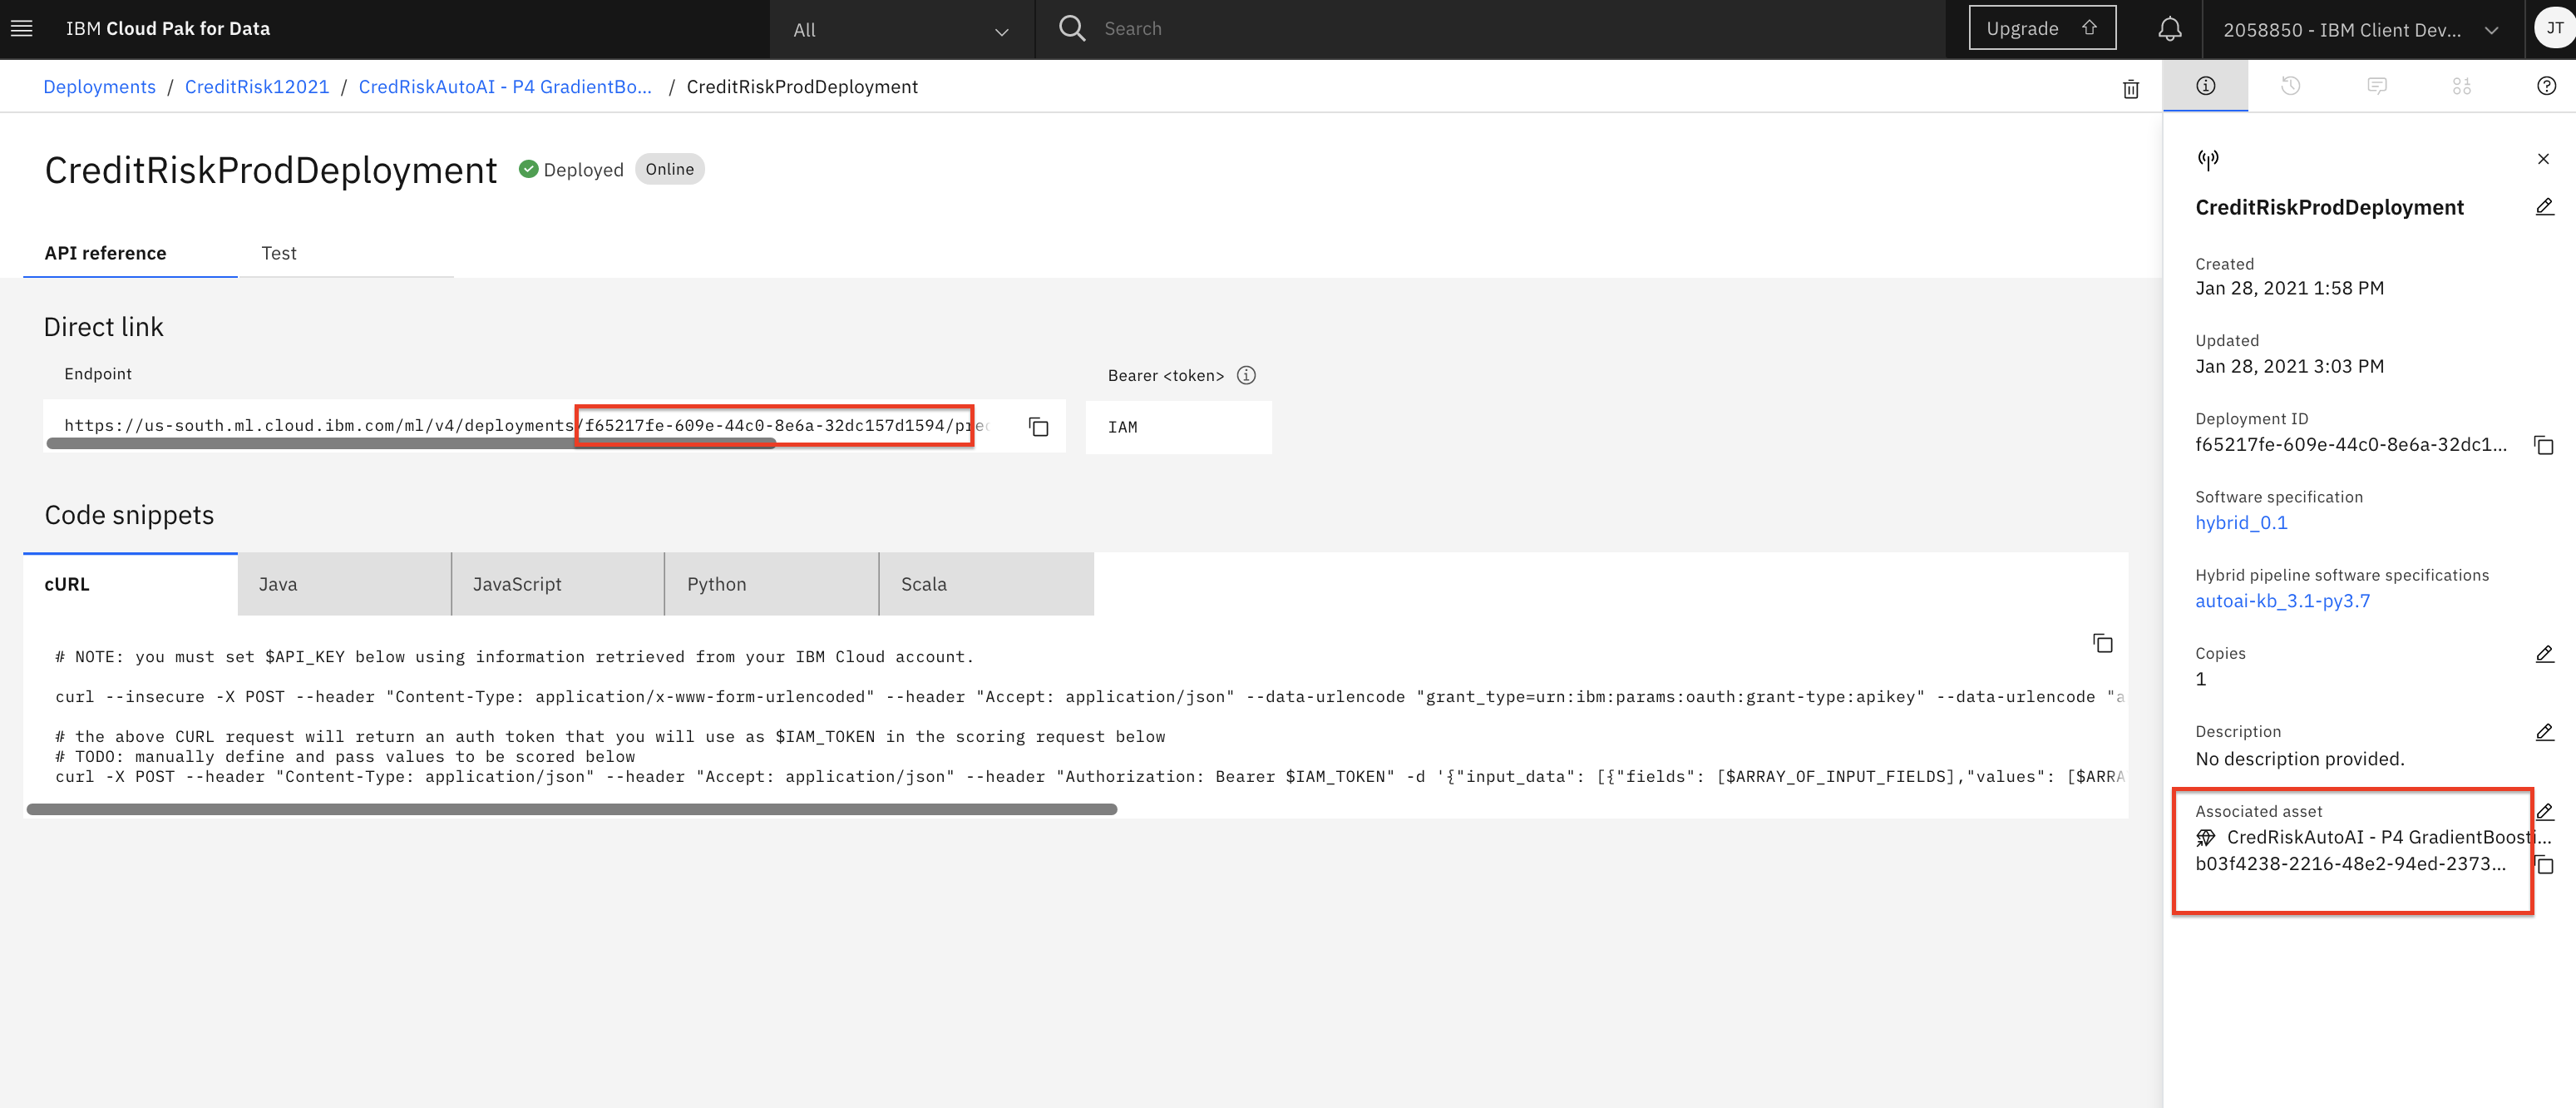 IBM Cloud Pak for Data
All
Search
Upgrade
2058850 - IBM Client Dev...
JT
Deployments / CreditRisk12021 / CredRiskAutoAI - P4 GradientBo... / CreditRiskProdDeployment
CreditRiskProdDeployment
Deployed
Online
API reference
Test
Direct link
Endpoint
Bearer <token>
https://us-south.ml.cloud.ibm.com/ml/v4/deployments/f65217fe-609e-44c0-8e6a-32dc157d1594/prec
IAM
Code snippets
cURL
Java
JavaScript
Python
Scala
# NOTE: you must set $API_KEY below using information retrieved from your IBM Cloud account.
curl --insecure -X POST --header "Content-Type: application/x-www-form-urlencoded" --header "Accept: application/json" --data-urlencode "grant_type=urn:ibm:params:oauth:grant-type:apikey" --data-urlencode "a
# the above CURL request will return an auth token that you will use as $IAM_TOKEN in the scoring request below
# TODO: manually define and pass values to be scored below
curl -X POST --header "Content-Type: application/json" --header "Accept: application/json" --header "Authorization: Bearer $IAM_TOKEN" -d '{"input_data": [{"fields": [$ARRAY_OF_INPUT_FIELDS],"values": [$ARRA
CreditRiskProdDeployment
Created
Jan 28, 2021 1:58 PM
Updated
Jan 28, 2021 3:03 PM
Deployment ID
f65217fe-609e-44c0-8e6a-32dc1...
Software specification
hybrid_0.1
Hybrid pipeline software specifications
autoai-kb_3.1-py3.7
Copies
1
Description
No description provided.
Associated asset
CredRiskAutoAI - P4 GradientBoosti...
b03f4238-2216-48e2-94ed-2373...